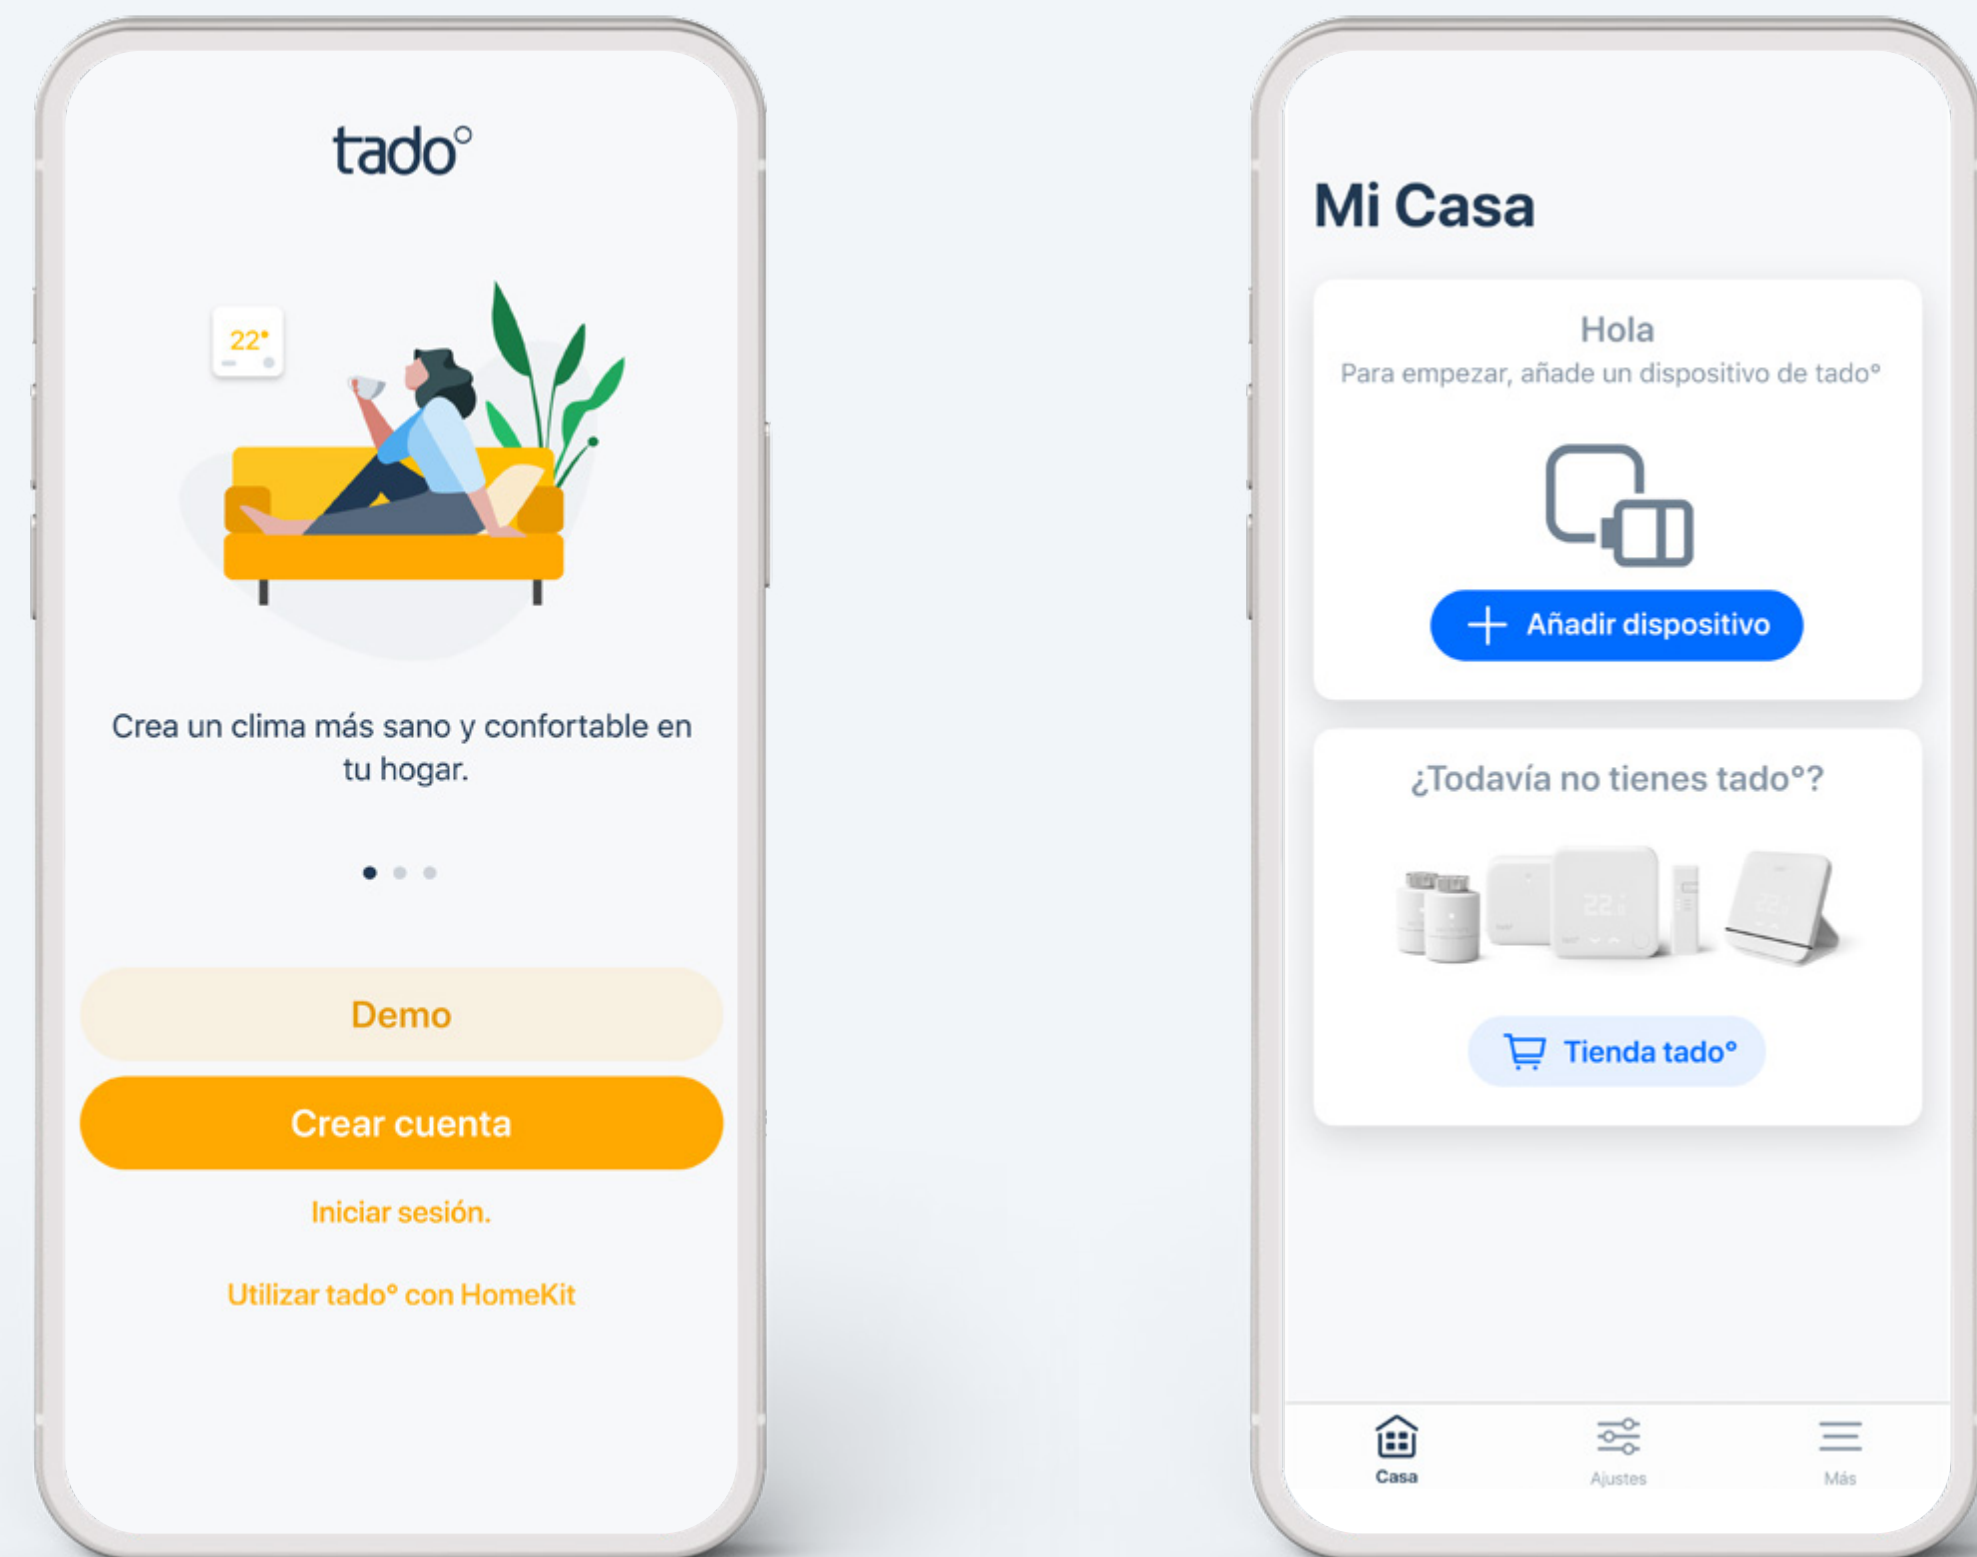 tado°
22°
Crea un clima más sano y confortable en
tu hogar.
Demo
Crear cuenta
Iniciar sesión.
Utilizar tado° con HomeKit
Mi Casa
Hola
Para empezar, añade un dispositivo de tado°
Añadir dispositivo
¿Todavía no tienes tado°?
Tienda tado°
Casa
Ajustes
Más